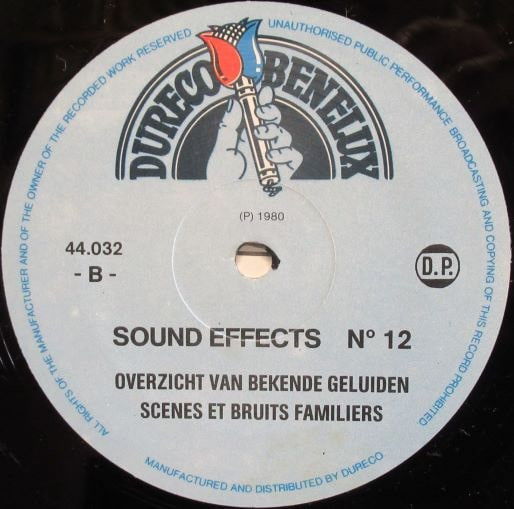 ALL RIGHTS OF THE MANUFACTURER AND OF THE OWNER OF THE RECORDED WORK RESERVED
UNAUTHORISED PUBLIC PERFORMANCE BROADCASTING AND COPYING OF THIS RECORD PROHIBITED
DURECO BENELUX
(P) 1980
44.032
- B -
D.P.
SOUND EFFECTS N° 12
OVERZICHT VAN BEKENDE GELUIDEN
SCENES ET BRUITS FAMILIERS
MANUFACTURED AND DISTRIBUTED BY DURECO